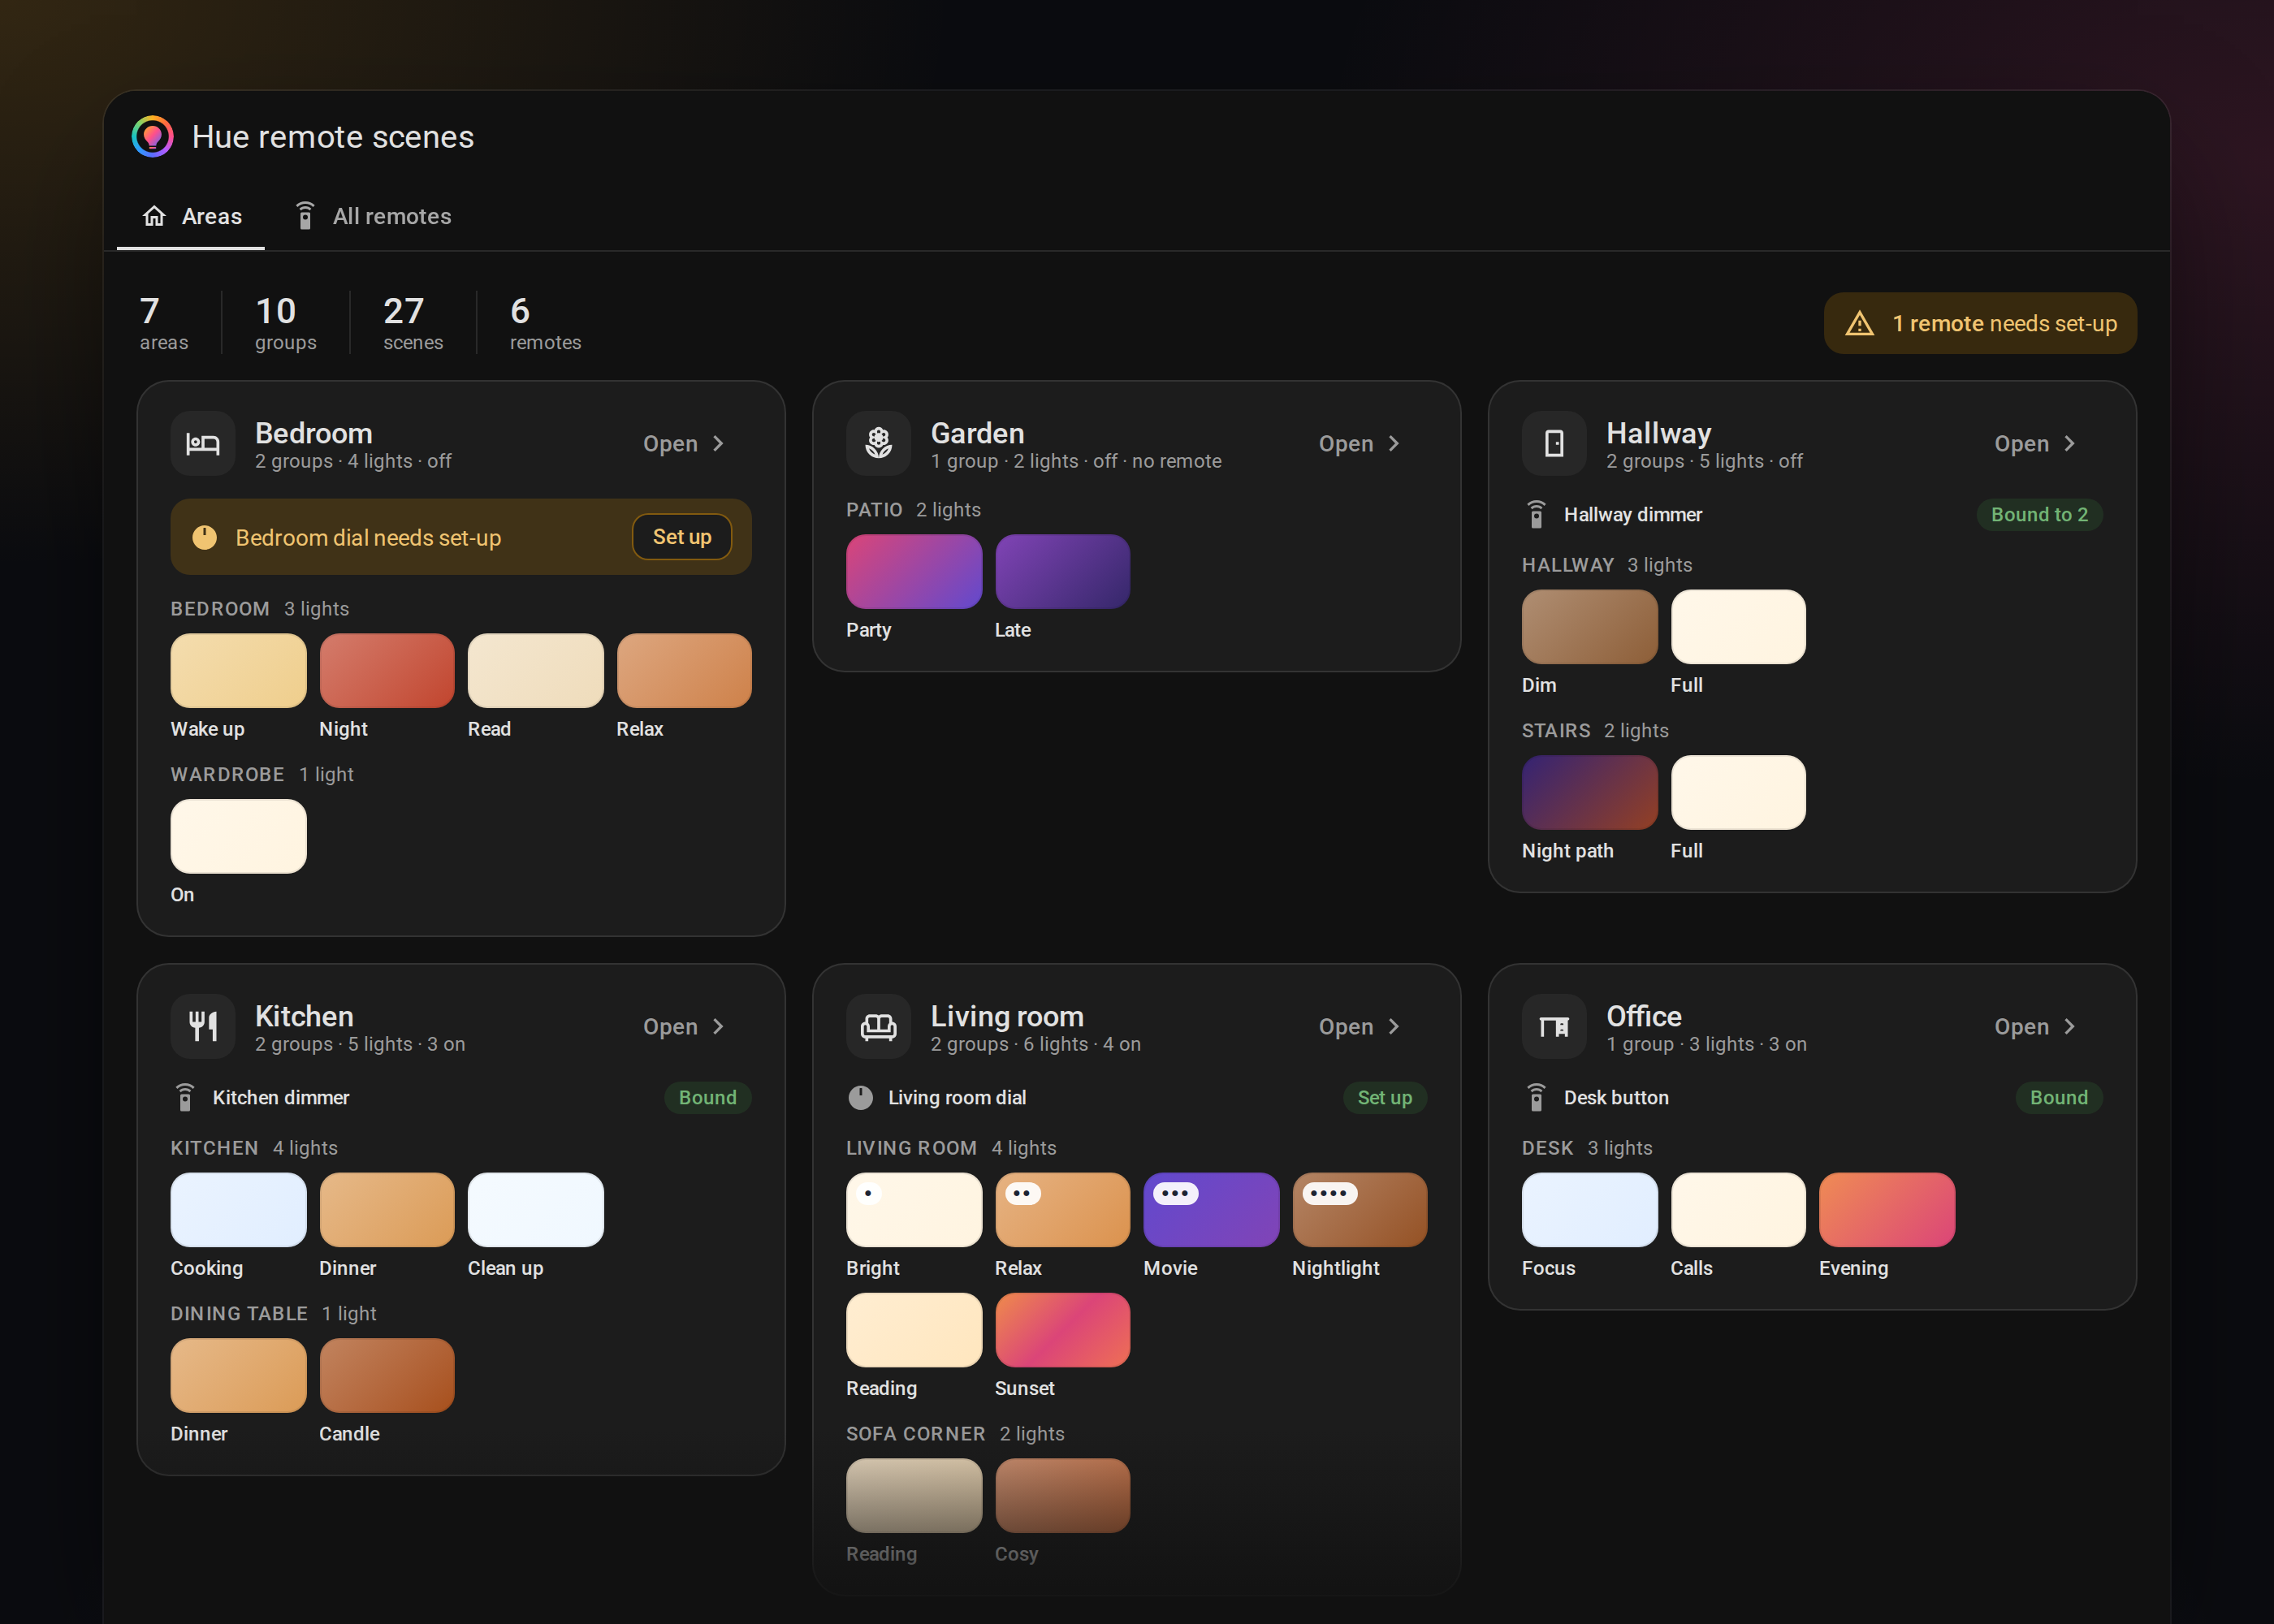 Hue remote scenes
Areas
All remotes
7
areas
10
groups
27
scenes
6
remotes
1 remote needs set-up
Bedroom
2 groups · 4 lights · off
Open
Bedroom dial needs set-up
Set up
BEDROOM 3 lights
Wake up
Night
Read
Relax
WARDROBE 1 light
On
Garden
1 group · 2 lights · off · no remote
Open
PATIO 2 lights
Party
Late
Hallway
2 groups · 5 lights · off
Open
Hallway dimmer
Bound to 2
HALLWAY 3 lights
Dim
Full
STAIRS 2 lights
Night path
Full
Kitchen
2 groups · 5 lights · 3 on
Open
Kitchen dimmer
Bound
KITCHEN 4 lights
Cooking
Dinner
Clean up
DINING TABLE 1 light
Dinner
Candle
Living room
2 groups · 6 lights · 4 on
Open
Living room dial
Set up
LIVING ROOM 4 lights
Bright
Relax
Movie
Nightlight
Reading
Sunset
SOFA CORNER 2 lights
Reading
Cosy
Office
1 group · 3 lights · 3 on
Open
Desk button
Bound
DESK 3 lights
Focus
Calls
Evening